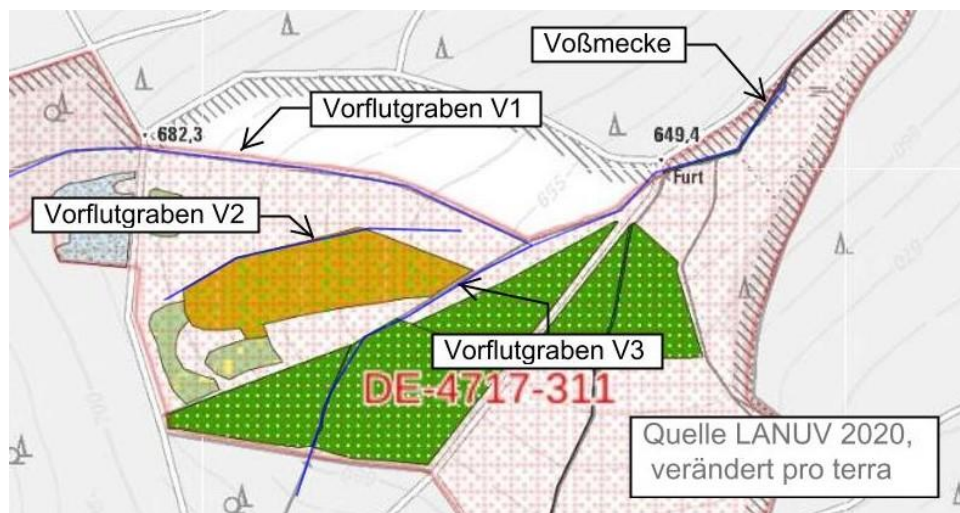 Voßmecke
Vorflutgraben V1
682,3
649,4
Furt
655
Vorflutgraben V2
Vorflutgraben V3
DE-4717-311
Quelle LANUV 2020,
verändert pro terra